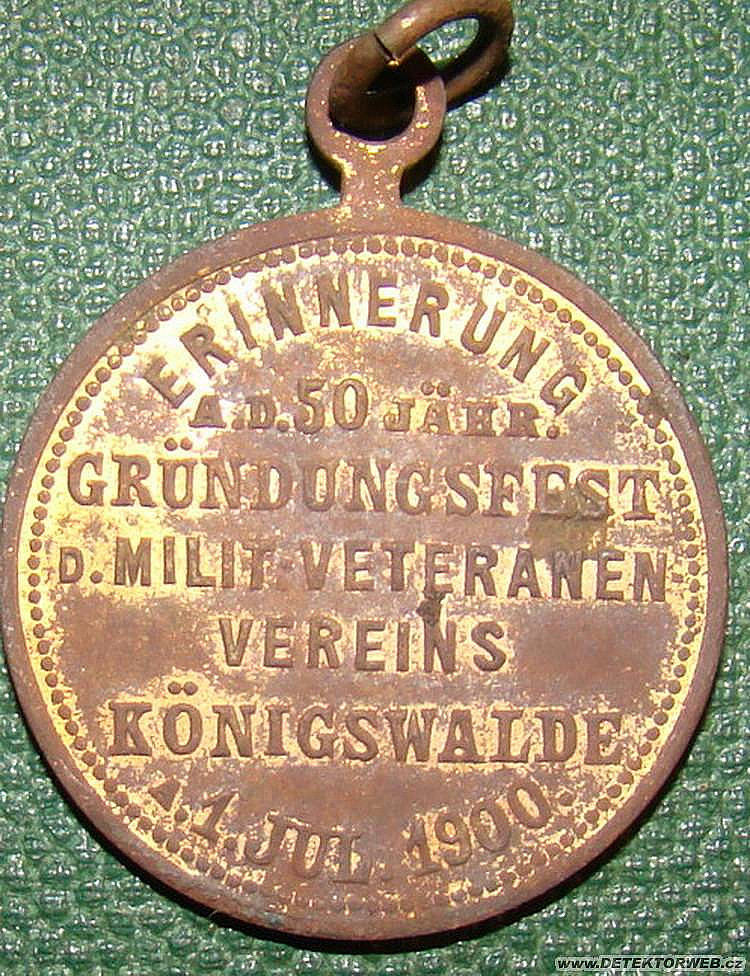 ERINNERUNG
A.D. 50 JÄHR.
GRÜNDUNGSFEST
D. MILIT-VETERANEN
VEREINS
KÖNIGSWALDE
A. 1. JUL. 1900.
www.DETEKTORWEB.cz